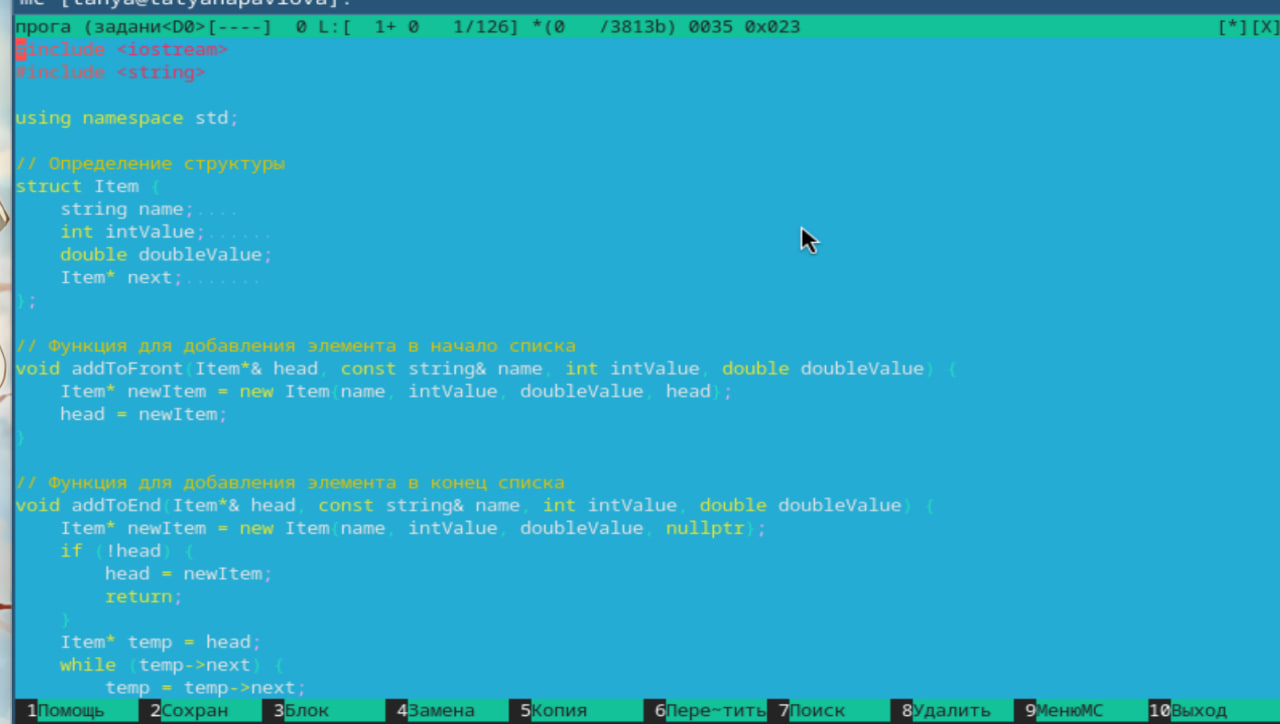 mc [tanya@tatyanapavlova]:
прога (задани<D0>[----]  0 L:[  1+ 0   1/126] *(0   /3813b) 0035 0x023 [*][X]
#include <iostream>
#include <string>
using namespace std;
// Определение структуры
struct Item {
    string name;....
    int intValue;......
    double doubleValue;
    Item* next;.......
};
// Функция для добавления элемента в начало списка
void addToFront(Item*& head, const string& name, int intValue, double doubleValue) {
    Item* newItem = new Item{name, intValue, doubleValue, head};
    head = newItem;
}
// Функция для добавления элемента в конец списка
void addToEnd(Item*& head, const string& name, int intValue, double doubleValue) {
    Item* newItem = new Item{name, intValue, doubleValue, nullptr};
    if (!head) {
        head = newItem;
        return;
    }
    Item* temp = head;
    while (temp->next) {
        temp = temp->next;
1Помощь 2Сохран 3Блок 4Замена 5Копия 6Пере~тить 7Поиск 8Удалить 9МенюMC 10Выход